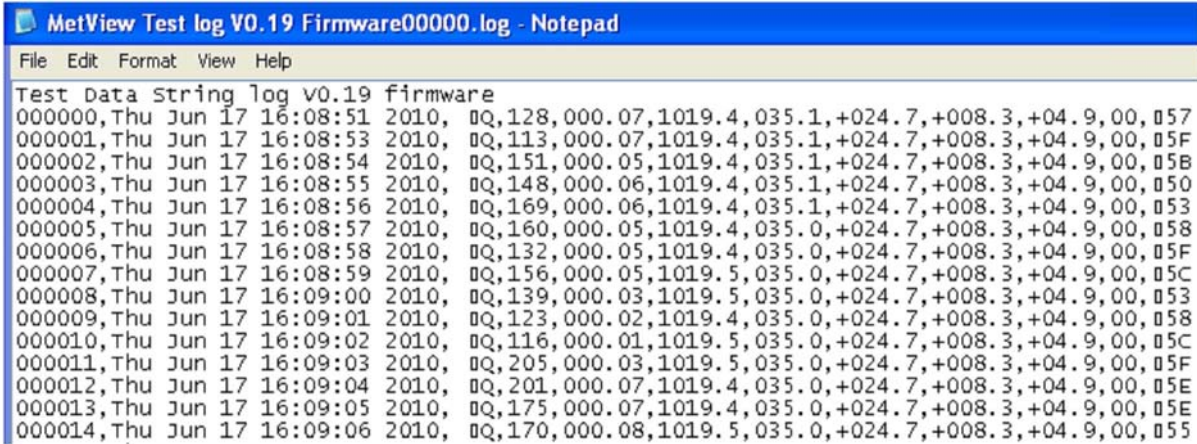 MetView Test log V0.19 Firmware00000.log - Notepad
File Edit Format View Help
Test Data String log V0.19 firmware
000000,Thu Jun 17 16:08:51 2010, ▯Q,128,000.07,1019.4,035.1,+024.7,+008.3,+04.9,00,▯57
000001,Thu Jun 17 16:08:53 2010, ▯Q,113,000.07,1019.4,035.1,+024.7,+008.3,+04.9,00,▯5F
000002,Thu Jun 17 16:08:54 2010, ▯Q,151,000.05,1019.4,035.1,+024.7,+008.3,+04.9,00,▯5B
000003,Thu Jun 17 16:08:55 2010, ▯Q,148,000.06,1019.4,035.1,+024.7,+008.3,+04.9,00,▯50
000004,Thu Jun 17 16:08:56 2010, ▯Q,169,000.06,1019.4,035.1,+024.7,+008.3,+04.9,00,▯53
000005,Thu Jun 17 16:08:57 2010, ▯Q,160,000.05,1019.4,035.0,+024.7,+008.3,+04.9,00,▯58
000006,Thu Jun 17 16:08:58 2010, ▯Q,132,000.05,1019.4,035.0,+024.7,+008.3,+04.9,00,▯5F
000007,Thu Jun 17 16:08:59 2010, ▯Q,156,000.05,1019.5,035.0,+024.7,+008.3,+04.9,00,▯5C
000008,Thu Jun 17 16:09:00 2010, ▯Q,139,000.03,1019.5,035.0,+024.7,+008.3,+04.9,00,▯53
000009,Thu Jun 17 16:09:01 2010, ▯Q,123,000.02,1019.4,035.0,+024.7,+008.3,+04.9,00,▯58
000010,Thu Jun 17 16:09:02 2010, ▯Q,116,000.01,1019.5,035.0,+024.7,+008.3,+04.9,00,▯5C
000011,Thu Jun 17 16:09:03 2010, ▯Q,205,000.03,1019.5,035.0,+024.7,+008.3,+04.9,00,▯5F
000012,Thu Jun 17 16:09:04 2010, ▯Q,201,000.07,1019.4,035.0,+024.7,+008.3,+04.9,00,▯5E
000013,Thu Jun 17 16:09:05 2010, ▯Q,175,000.07,1019.4,035.0,+024.7,+008.3,+04.9,00,▯5E
000014,Thu Jun 17 16:09:06 2010, ▯Q,170,000.08,1019.5,035.0,+024.7,+008.3,+04.9,00,▯55